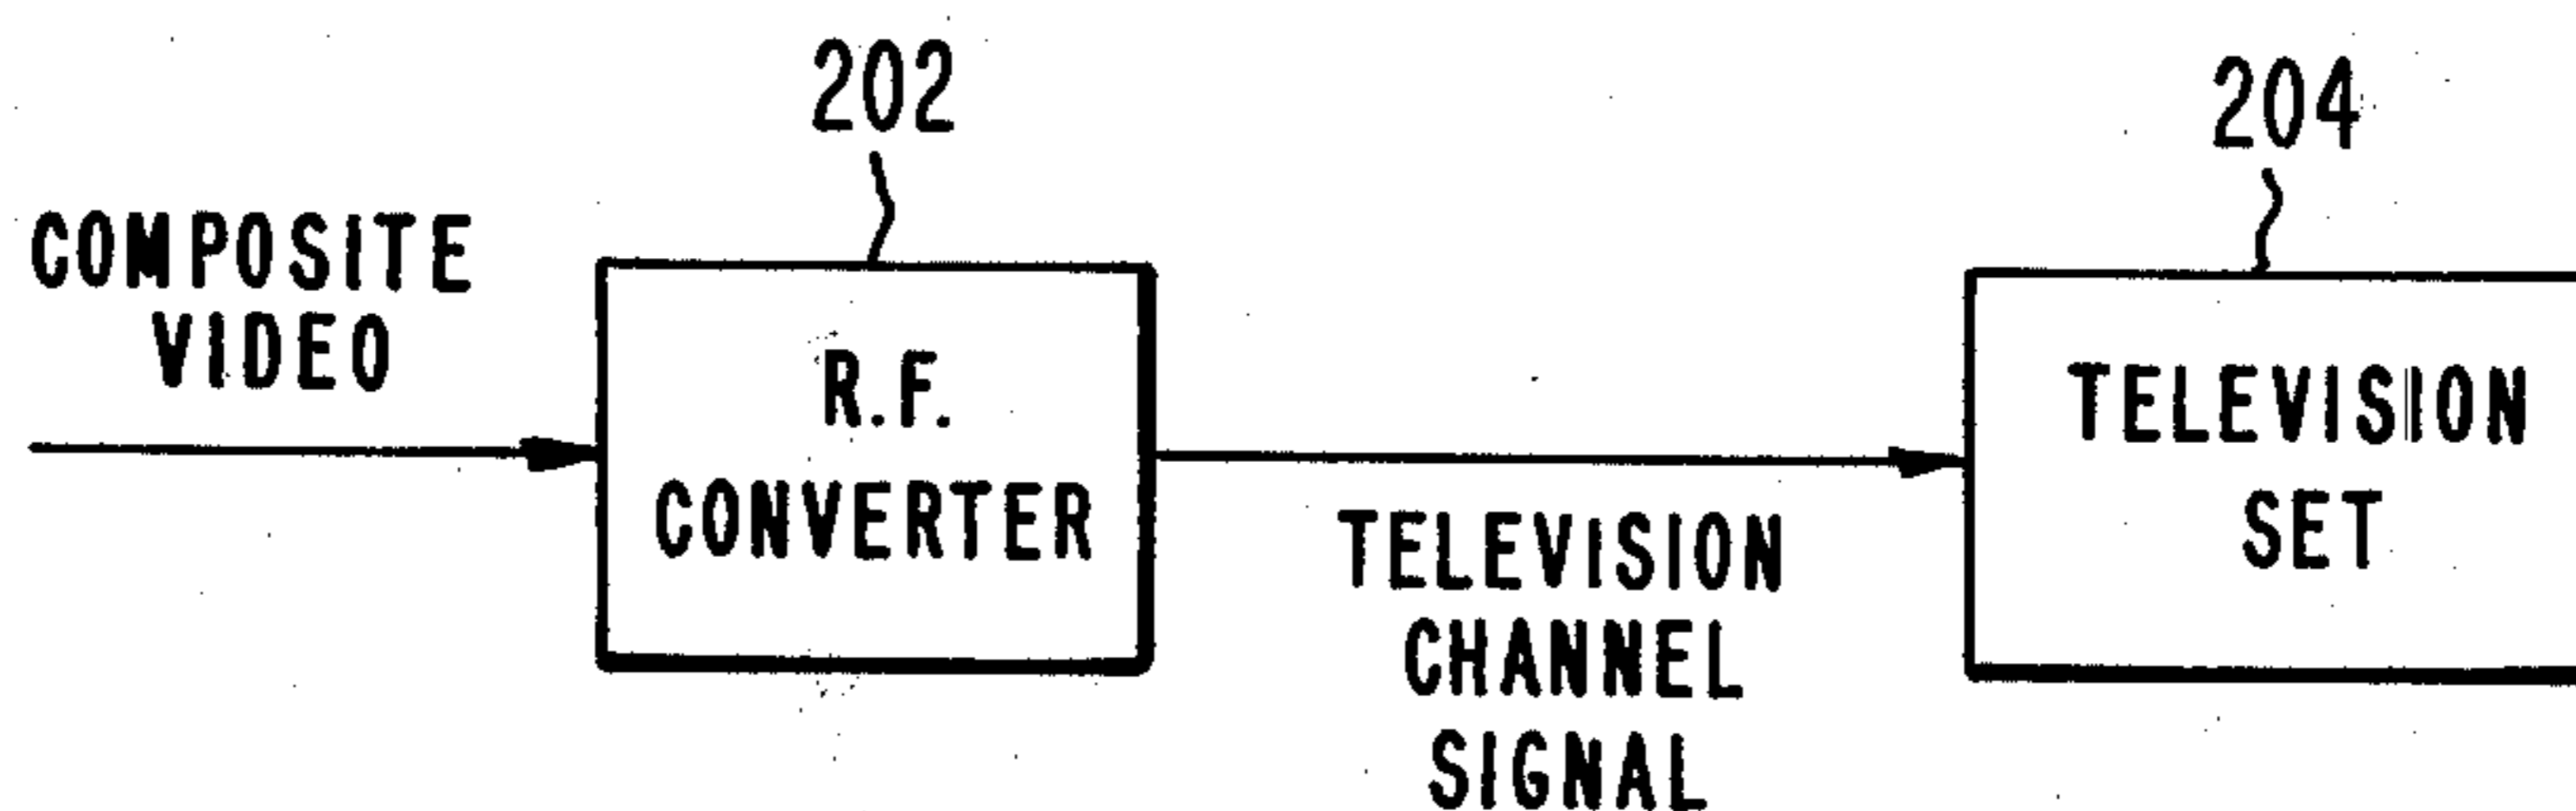 202
204
COMPOSITE
VIDEO
R.F.
CONVERTER
TELEVISION
CHANNEL
SIGNAL
TELEVISION
SET